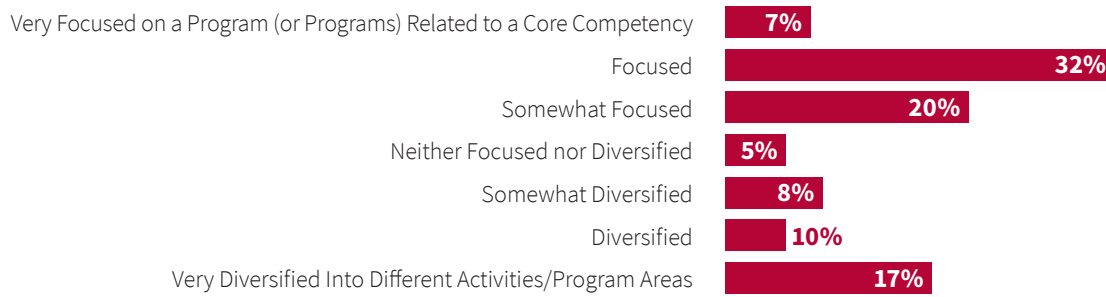 Very Focused on a Program (or Programs) Related to a Core Competency 7%
Focused 32%
Somewhat Focused 20%
Neither Focused nor Diversified 5%
Somewhat Diversified 8%
Diversified 10%
Very Diversified Into Different Activities/Program Areas 17%